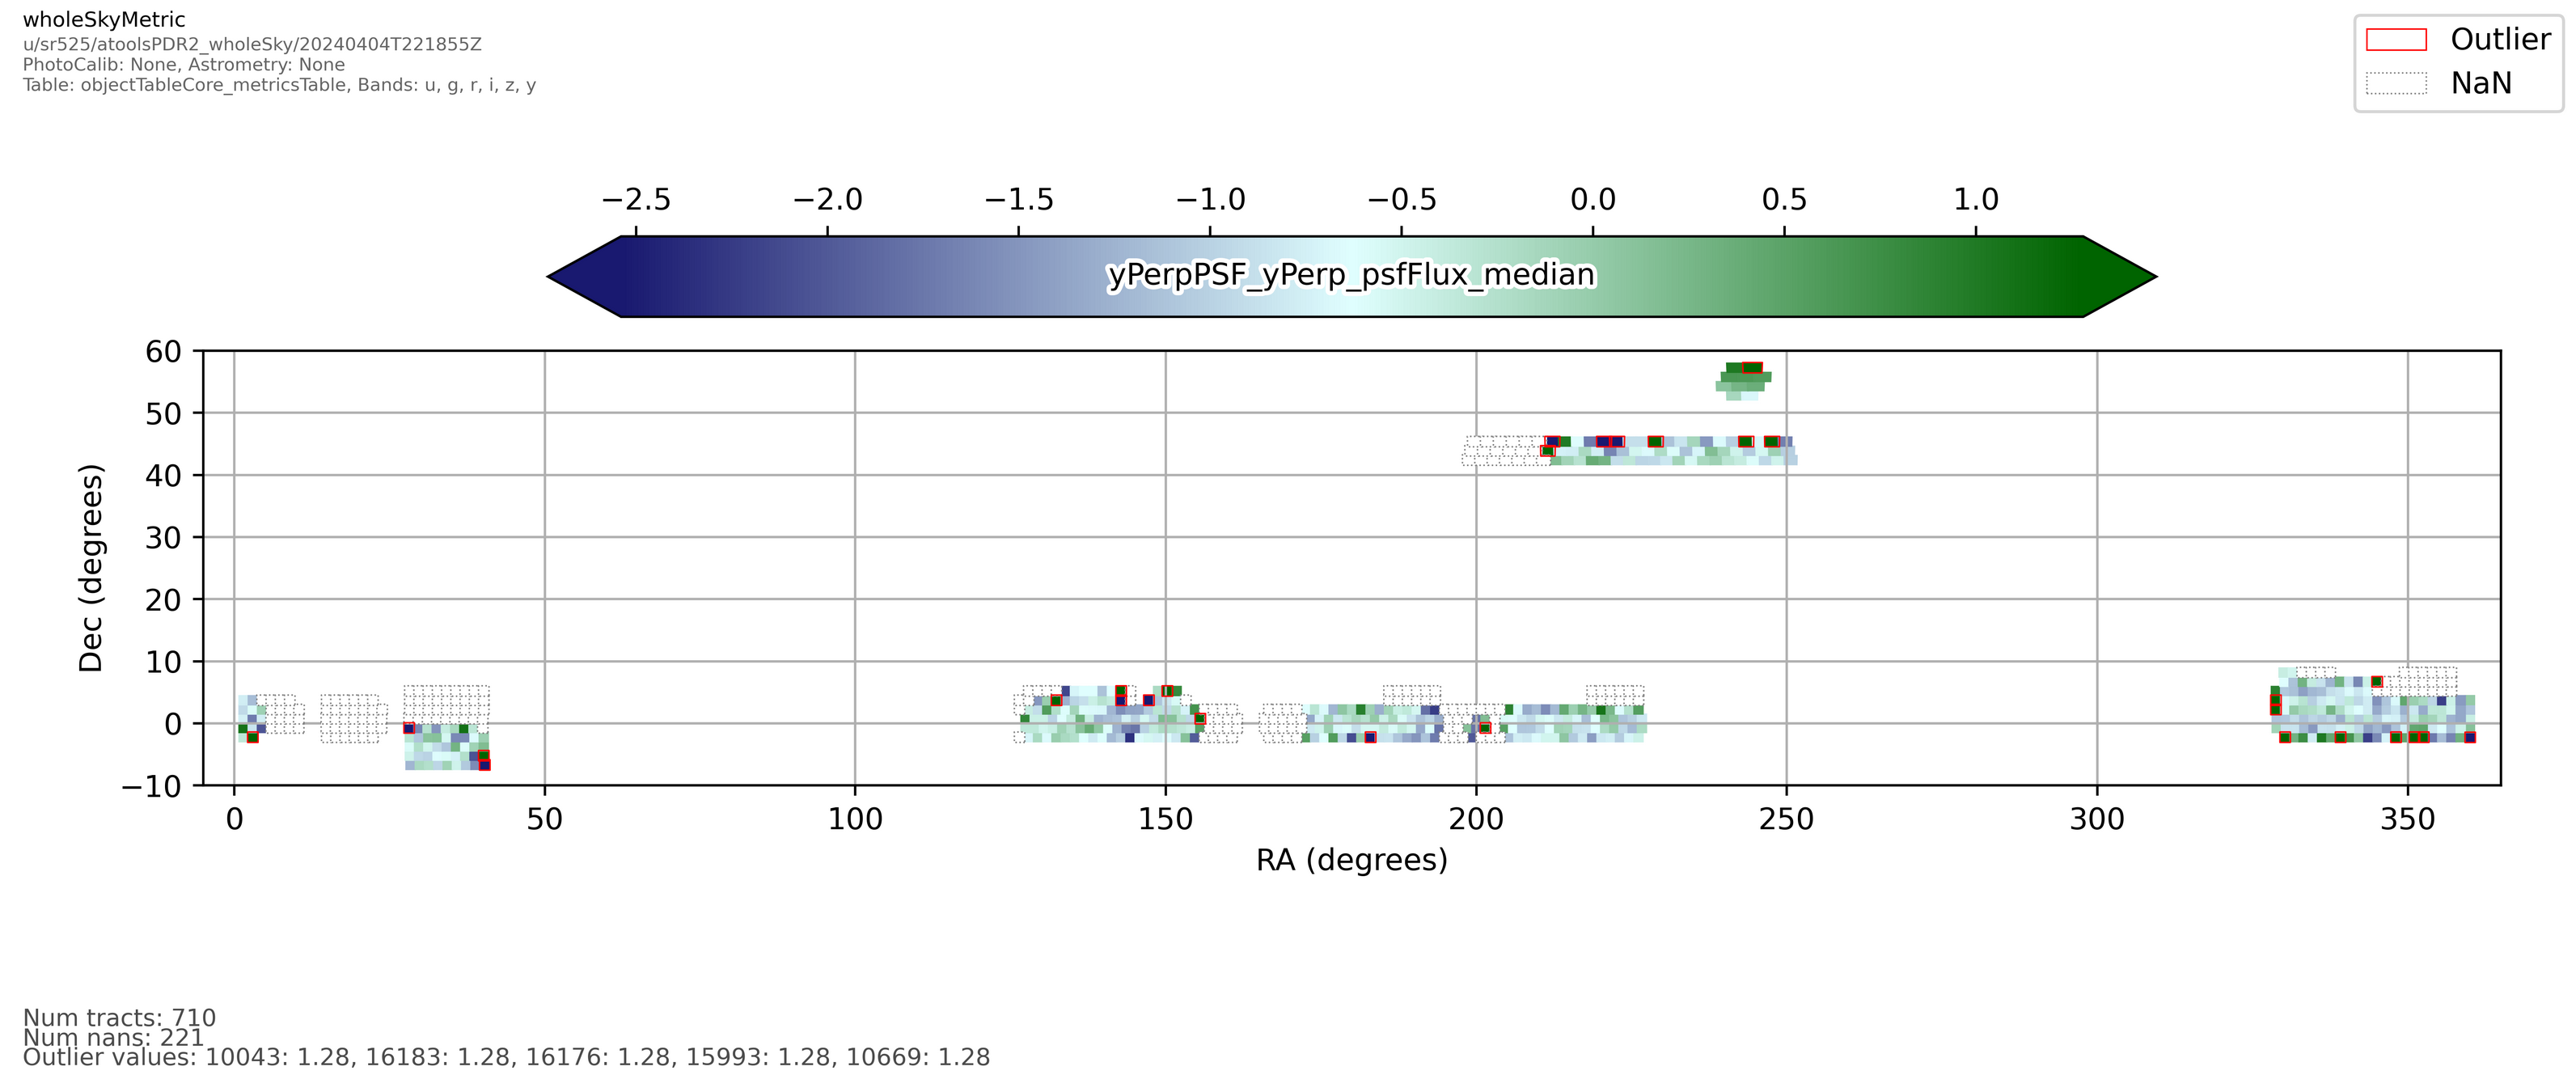 wholeSkyMetric
u/sr525/atoolsPDR2_wholeSky/20240404T221855Z
PhotoCalib: None, Astrometry: None
Table: objectTableCore_metricsTable, Bands: u, g, r, i, z, y
Outlier
NaN
−2.5 −2.0 −1.5 −1.0 −0.5 0.0 0.5 1.0
yPerpPSF_yPerp_psfFlux_median
60
50
40
30
20
10
0
−10
Dec (degrees)
0 50 100 150 200 250 300 350
RA (degrees)
Num tracts: 710
Num nans: 221
Outlier values: 10043: 1.28, 16183: 1.28, 16176: 1.28, 15993: 1.28, 10669: 1.28